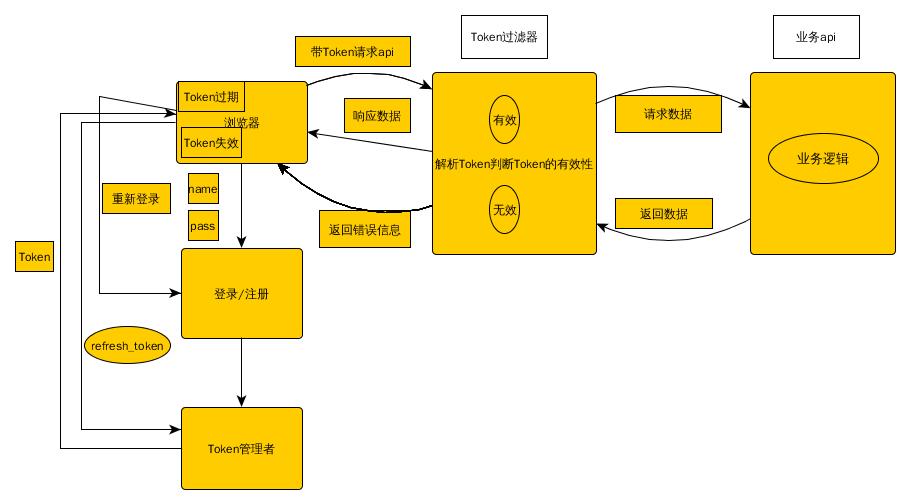 Token过滤器
业务api
带Token请求api
Token过期
浏览器
Token失效
响应数据
有效
请求数据
解析Token判断Token的有效性
业务逻辑
重新登录
name
pass
无效
返回数据
返回错误信息
Token
登录/注册
refresh_token
Token管理者